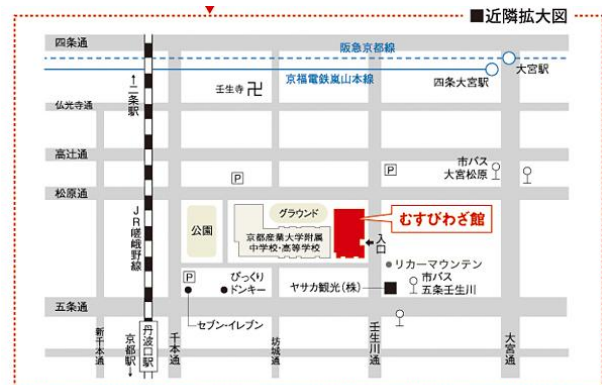 ■近隣拡大図
四条通
阪急京都線
大宮駅
京福電鉄嵐山本線
四条大宮駅
←二条駅
壬生寺卍
仏光寺通
高辻通
P
P
市バス
大宮松原
松原通
JR嵯峨野線
公園
グラウンド
京都産業大学附属
中学校・高等学校
むすびわざ館
入口
リカーマウンテン
市バス
五条壬生川
P
びっくり
ドンキー
ヤサカ観光(株)
五条通
セブン-イレブン
新千本通
京都駅→
丹波口駅
千本通
坊城通
壬生川通
大宮通